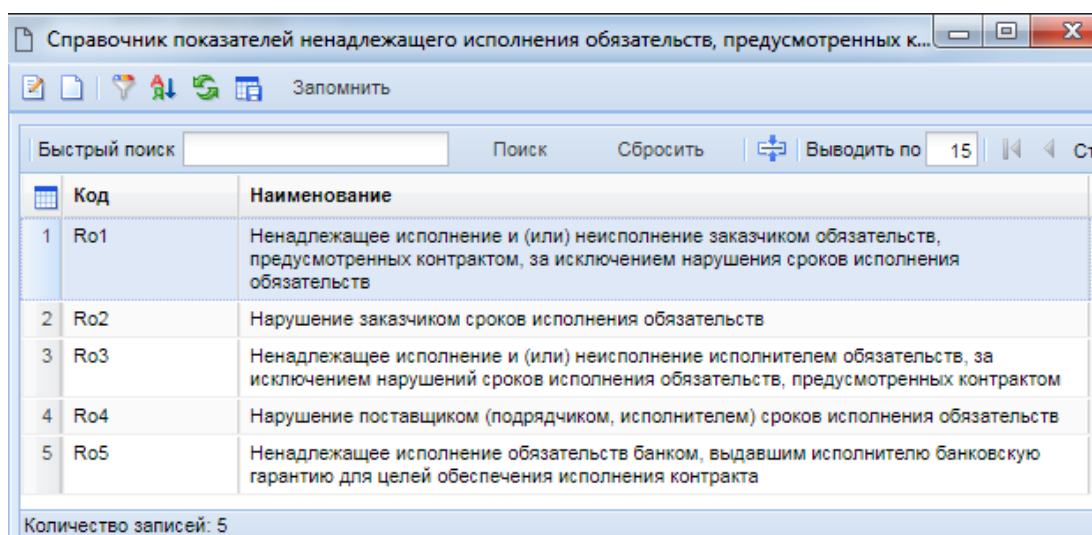 Справочник показателей ненадлежащего исполнения обязательств, предусмотренных к...
Запомнить
Быстрый поиск Поиск Сбросить Выводить по 15 Ст
Код Наименование
1 Ro1 Ненадлежащее исполнение и (или) неисполнение заказчиком обязательств,
предусмотренных контрактом, за исключением нарушения сроков исполнения
обязательств
2 Ro2 Нарушение заказчиком сроков исполнения обязательств
3 Ro3 Ненадлежащее исполнение и (или) неисполнение исполнителем обязательств, за
исключением нарушений сроков исполнения обязательств, предусмотренных контрактом
4 Ro4 Нарушение поставщиком (подрядчиком, исполнителем) сроков исполнения обязательств
5 Ro5 Ненадлежащее исполнение обязательств банком, выдавшим исполнителю банковскую
гарантию для целей обеспечения исполнения контракта
Количество записей: 5